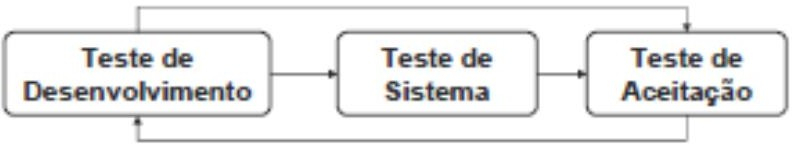 Teste de
Desenvolvimento
Teste de
Sistema
Teste de
Aceitação